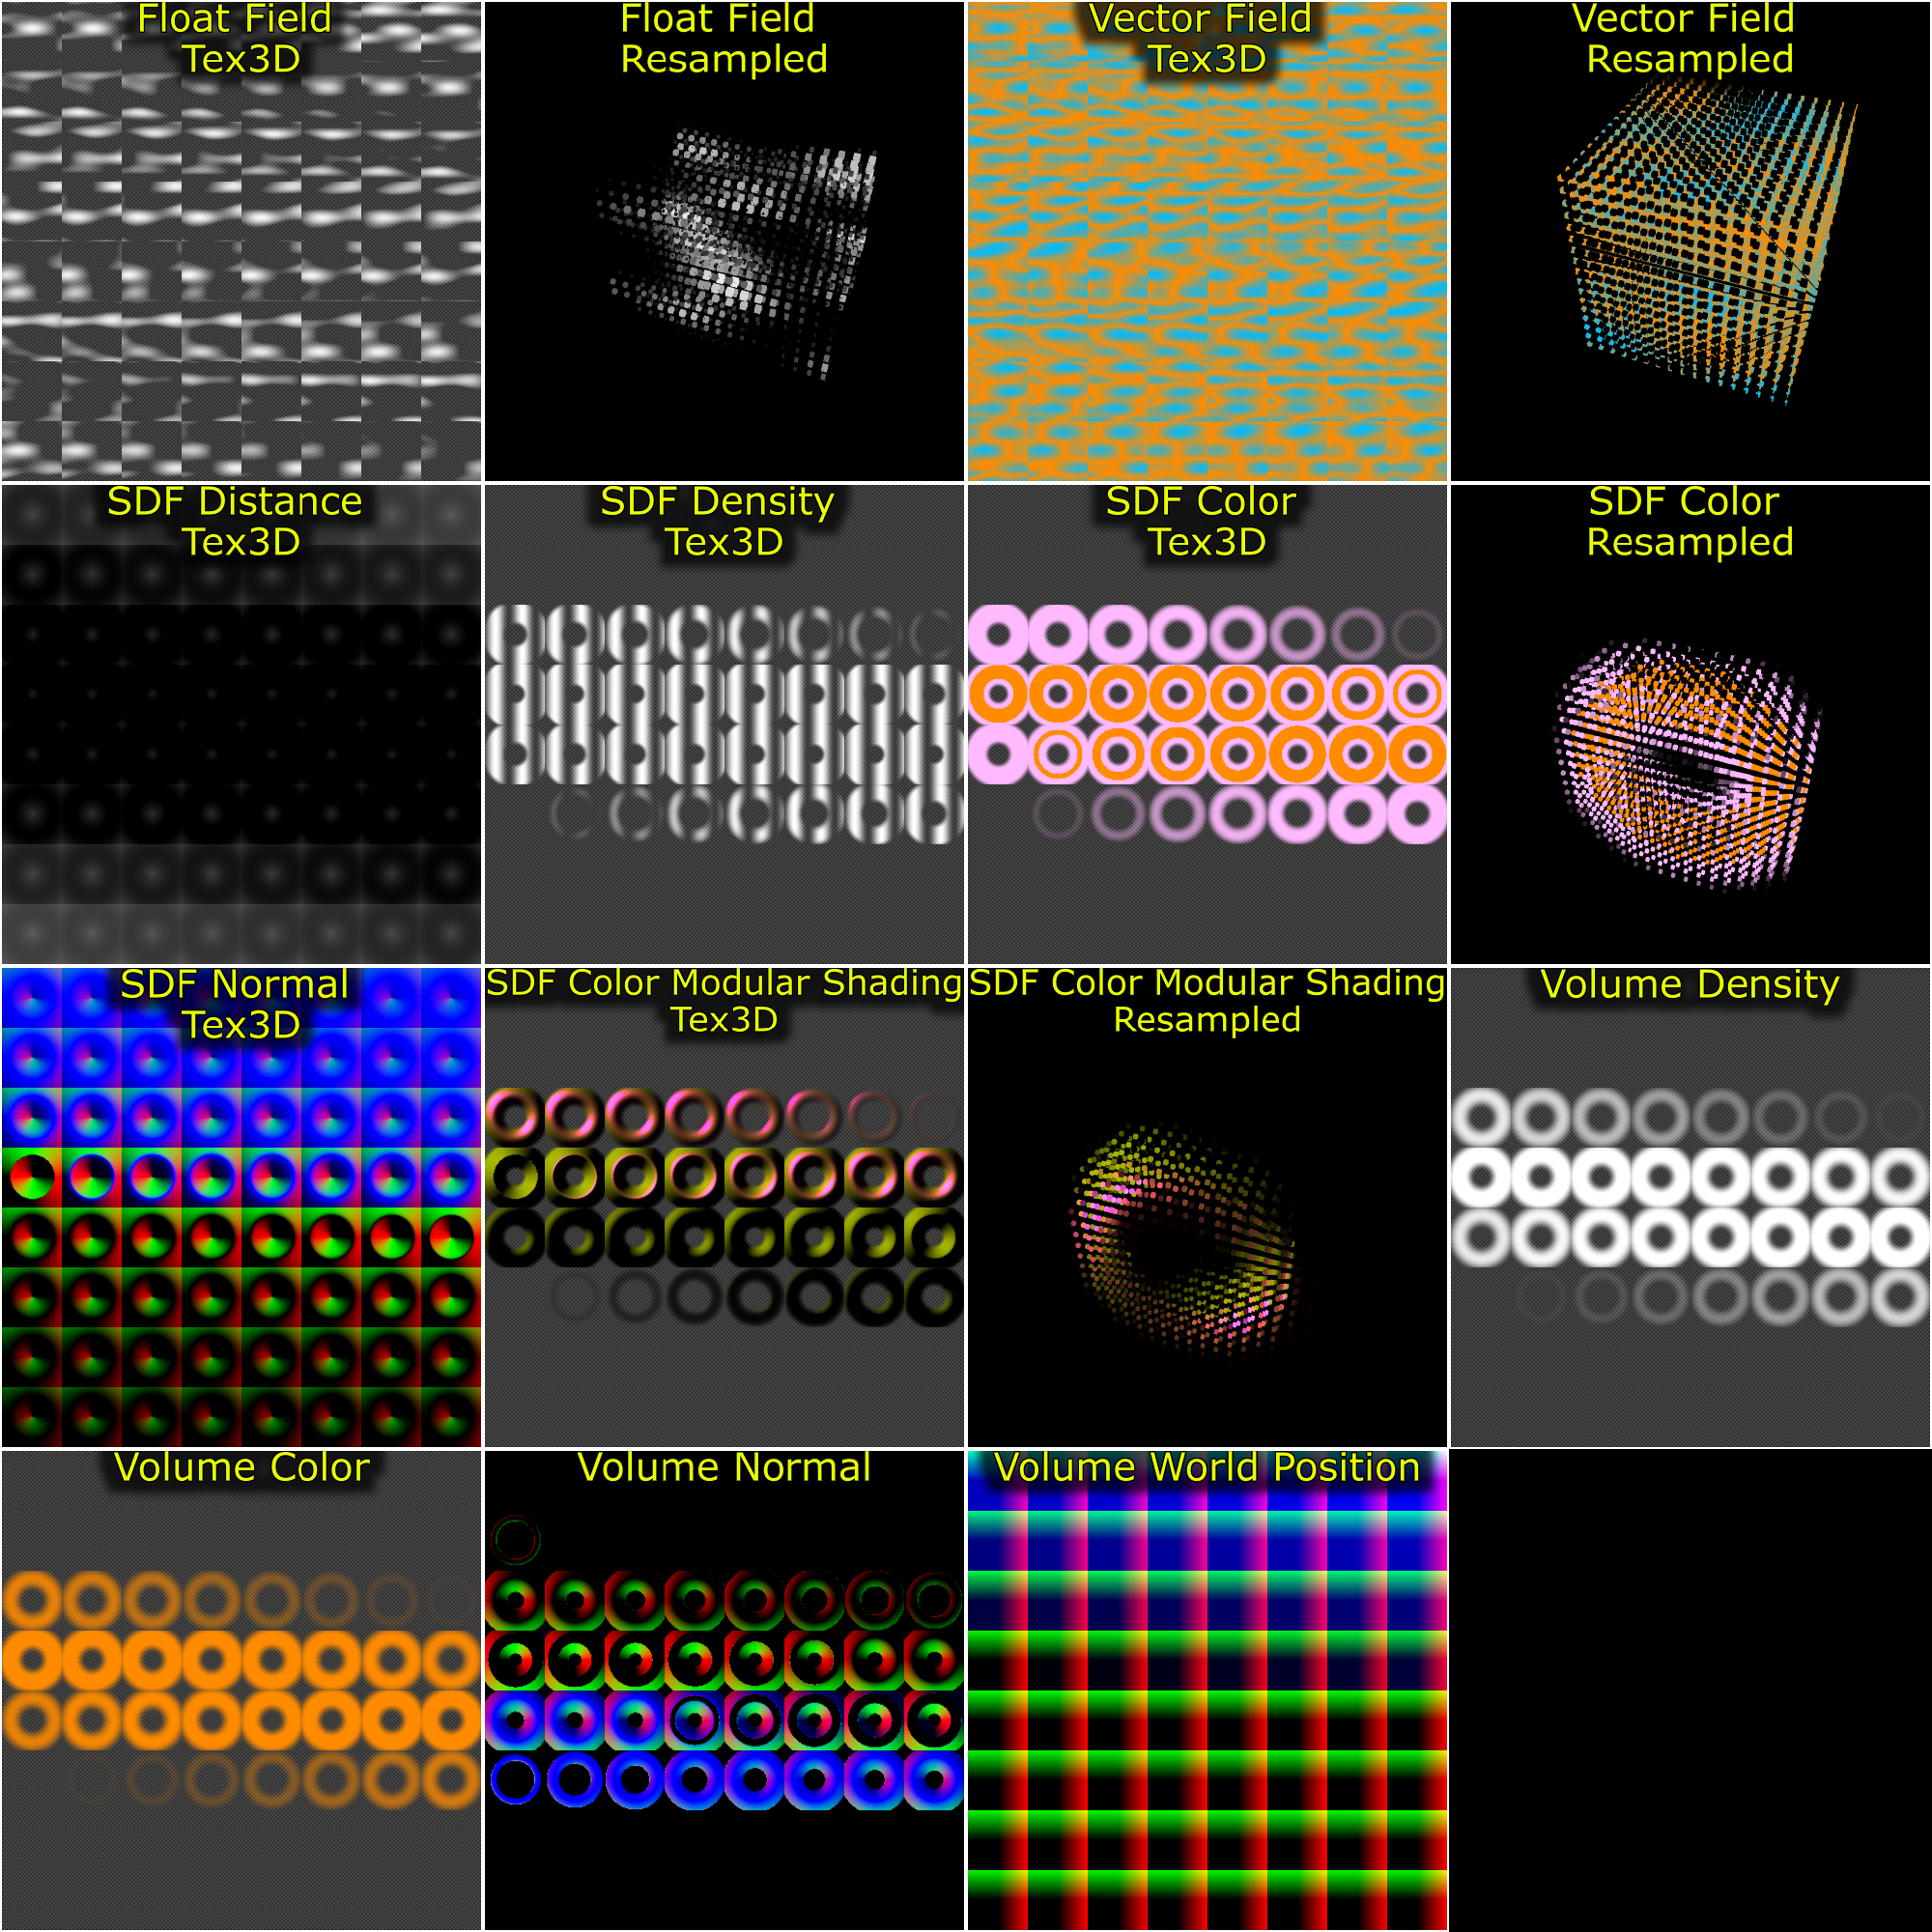 Float Field
Tex3D
Float Field
Resampled
Vector Field
Tex3D
Vector Field
Resampled
SDF Distance
Tex3D
SDF Density
Tex3D
SDF Color
Tex3D
SDF Color
Resampled
SDF Normal
Tex3D
SDF Color Modular Shading
Tex3D
SDF Color Modular Shading
Resampled
Volume Density
Volume Color
Volume Normal
Volume World Position